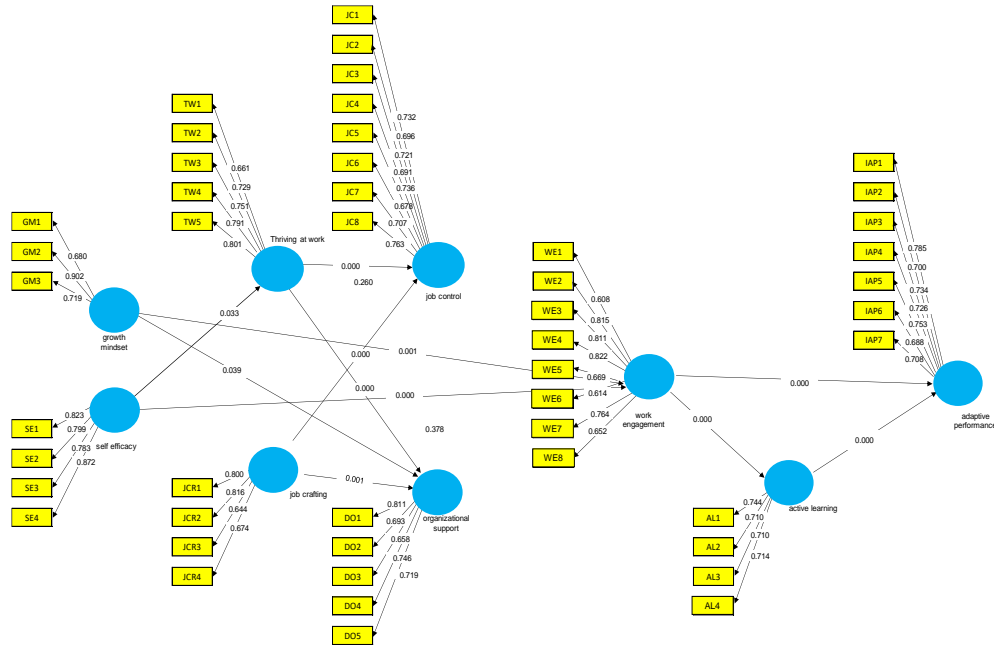 JC1
JC2
JC3
JC4
JC5
JC6
JC7
JC8
0.732
0.696
0.721
0.691
0.736
0.678
0.707
0.763
job control
TW1
TW2
TW3
TW4
TW5
0.661
0.729
0.751
0.791
0.801
Thriving at work
GM1
GM2
GM3
0.680
0.902
0.719
growth
mindset
0.000
0.260
0.033
0.001
0.000
0.039
0.000
0.000
0.378
0.001
SE1
SE2
SE3
SE4
0.823
0.799
0.783
0.872
self efficacy
JCR1
JCR2
JCR3
JCR4
0.800
0.816
0.644
0.674
job crafting
DO1
DO2
DO3
DO4
DO5
0.811
0.693
0.658
0.746
0.719
organizational
support
WE1
WE2
WE3
WE4
WE5
WE6
WE7
WE8
0.608
0.815
0.811
0.822
0.669
0.614
0.764
0.652
work
engagement
0.000
0.000
0.000
IAP1
IAP2
IAP3
IAP4
IAP5
IAP6
IAP7
0.785
0.700
0.734
0.726
0.753
0.688
0.708
adaptive
performance
AL1
AL2
AL3
AL4
0.744
0.710
0.710
0.714
active learning